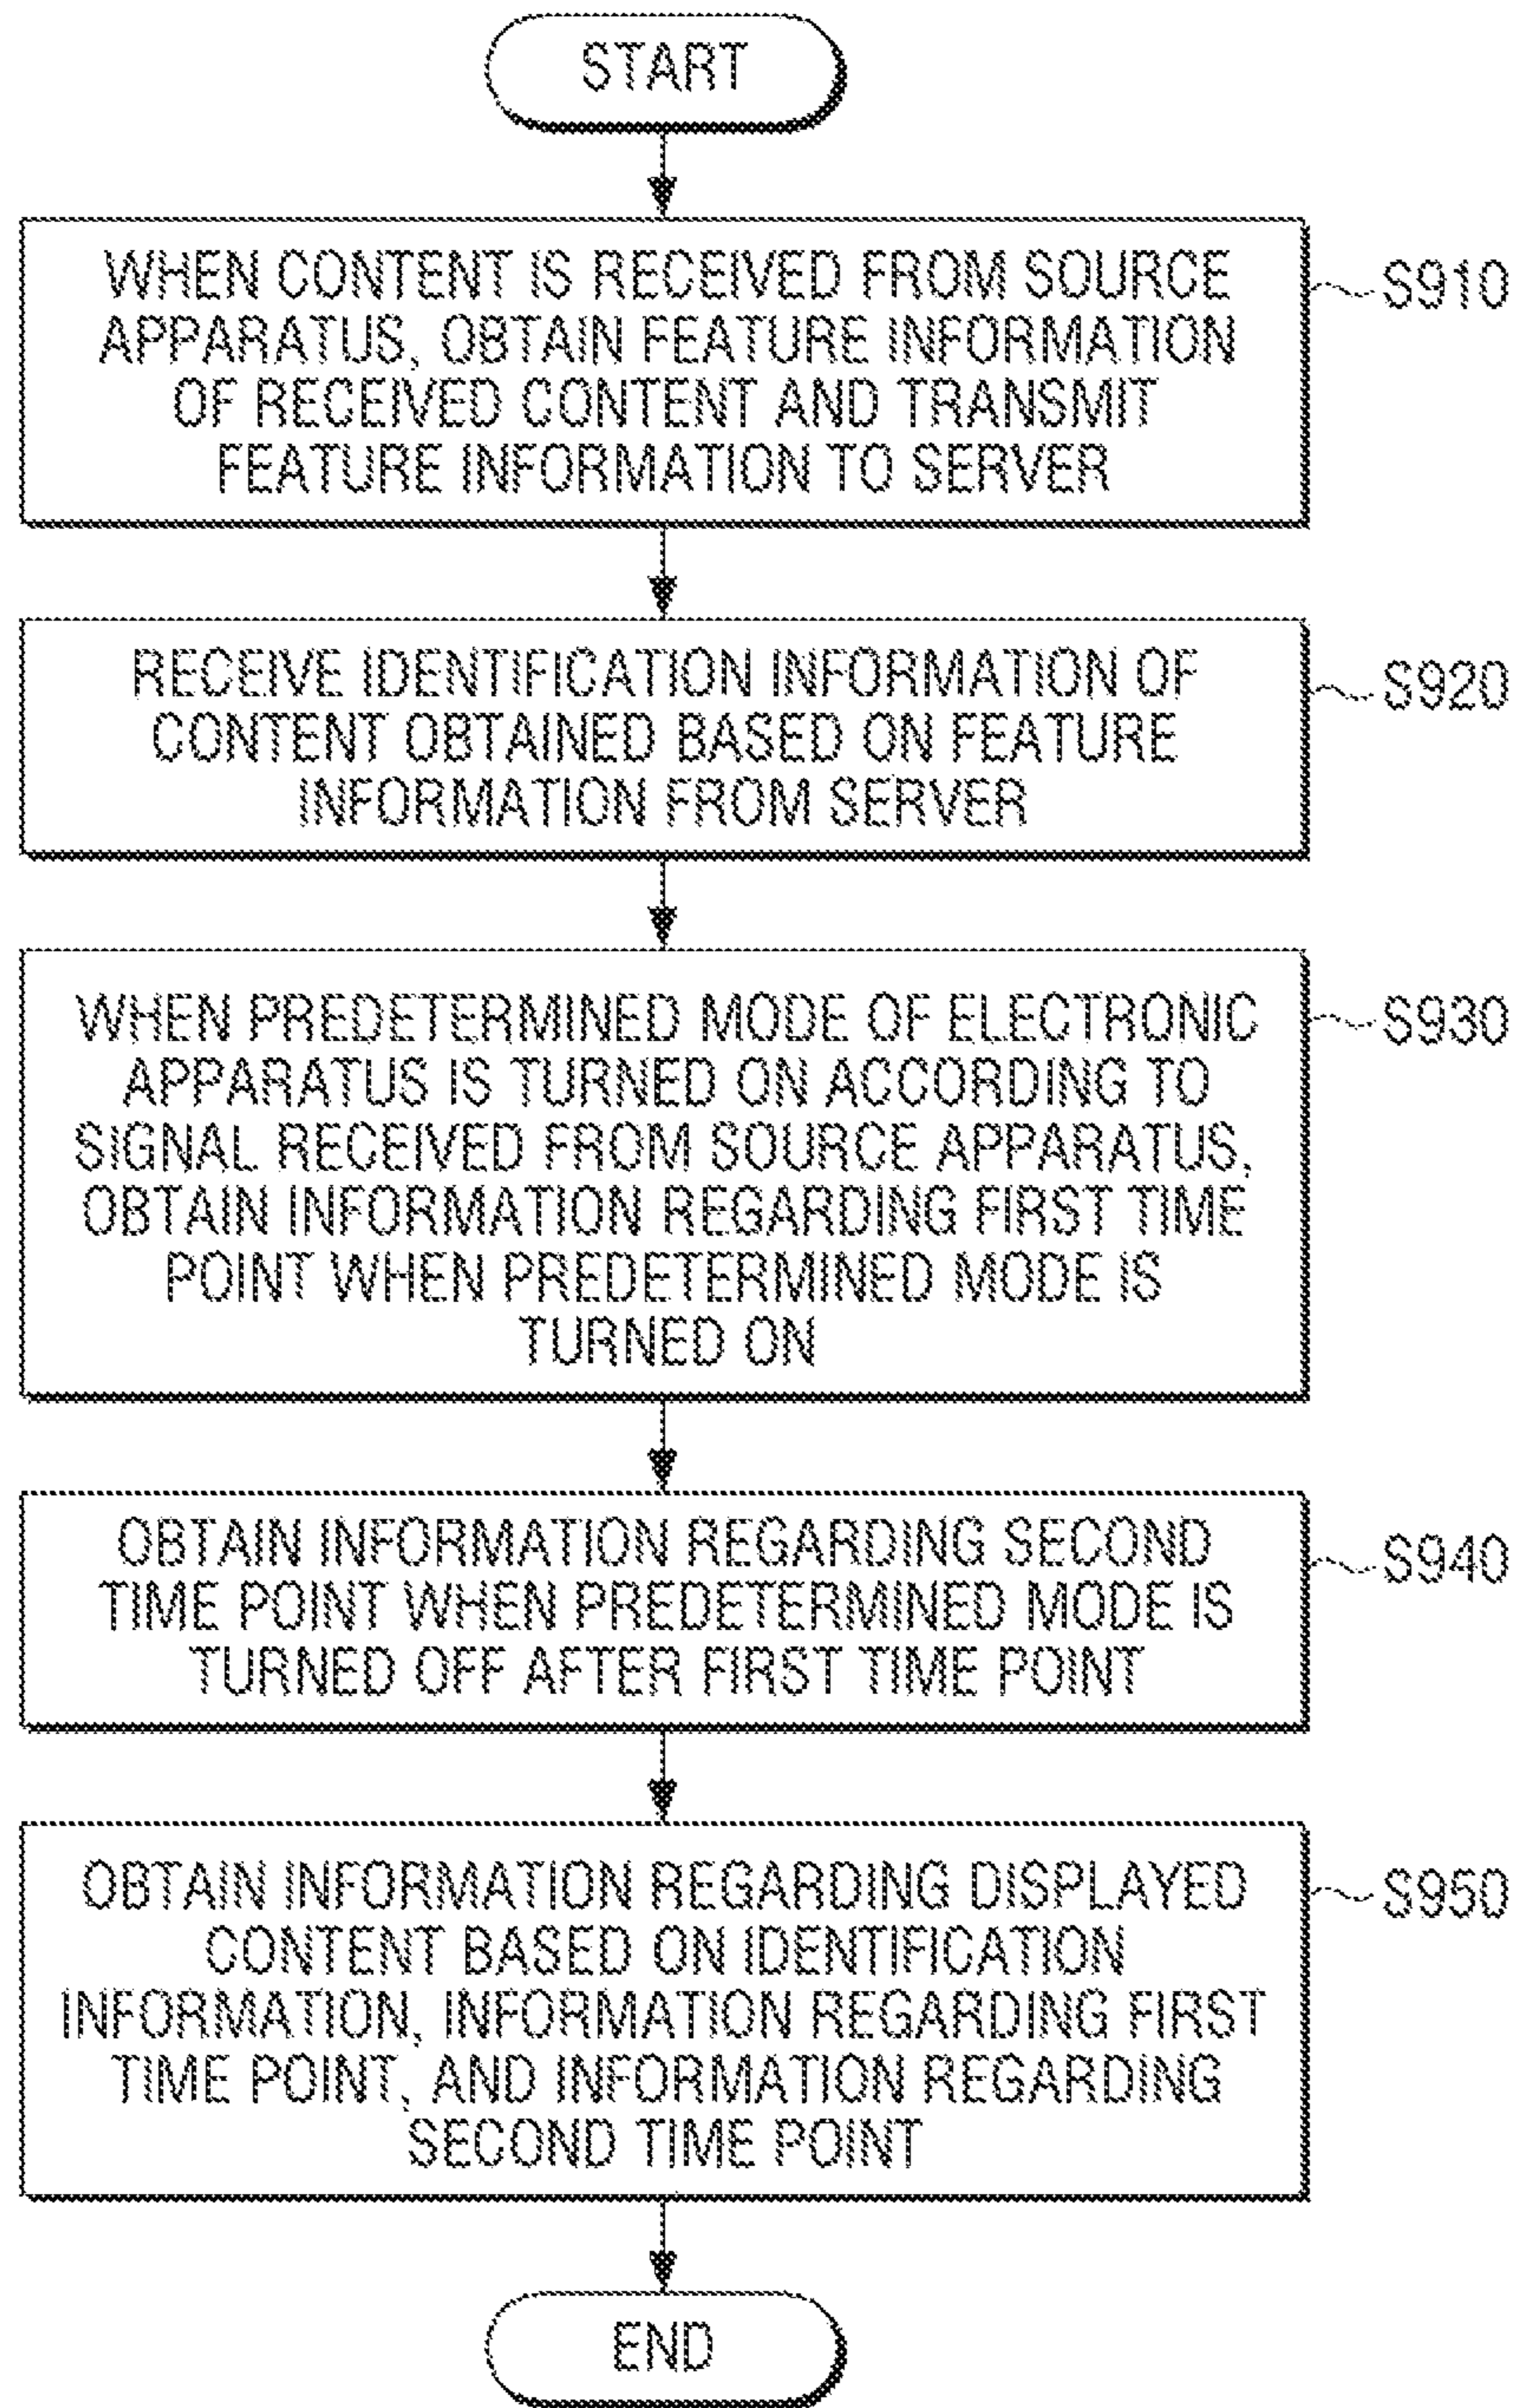 START
WHEN CONTENT IS RECEIVED FROM SOURCE
APPARATUS, OBTAIN FEATURE INFORMATION
OF RECEIVED CONTENT AND TRANSMIT
FEATURE INFORMATION TO SERVER
S910
RECEIVE IDENTIFICATION INFORMATION OF
CONTENT OBTAINED BASED ON FEATURE
INFORMATION FROM SERVER
S920
WHEN PREDETERMINED MODE OF ELECTRONIC
APPARATUS IS TURNED ON ACCORDING TO
SIGNAL RECEIVED FROM SOURCE APPARATUS,
OBTAIN INFORMATION REGARDING FIRST TIME
POINT WHEN PREDETERMINED MODE IS
TURNED ON
S930
OBTAIN INFORMATION REGARDING SECOND
TIME POINT WHEN PREDETERMINED MODE IS
TURNED OFF AFTER FIRST TIME POINT
S940
OBTAIN INFORMATION REGARDING DISPLAYED
CONTENT BASED ON IDENTIFICATION
INFORMATION, INFORMATION REGARDING FIRST
TIME POINT, AND INFORMATION REGARDING
SECOND TIME POINT
S950
END